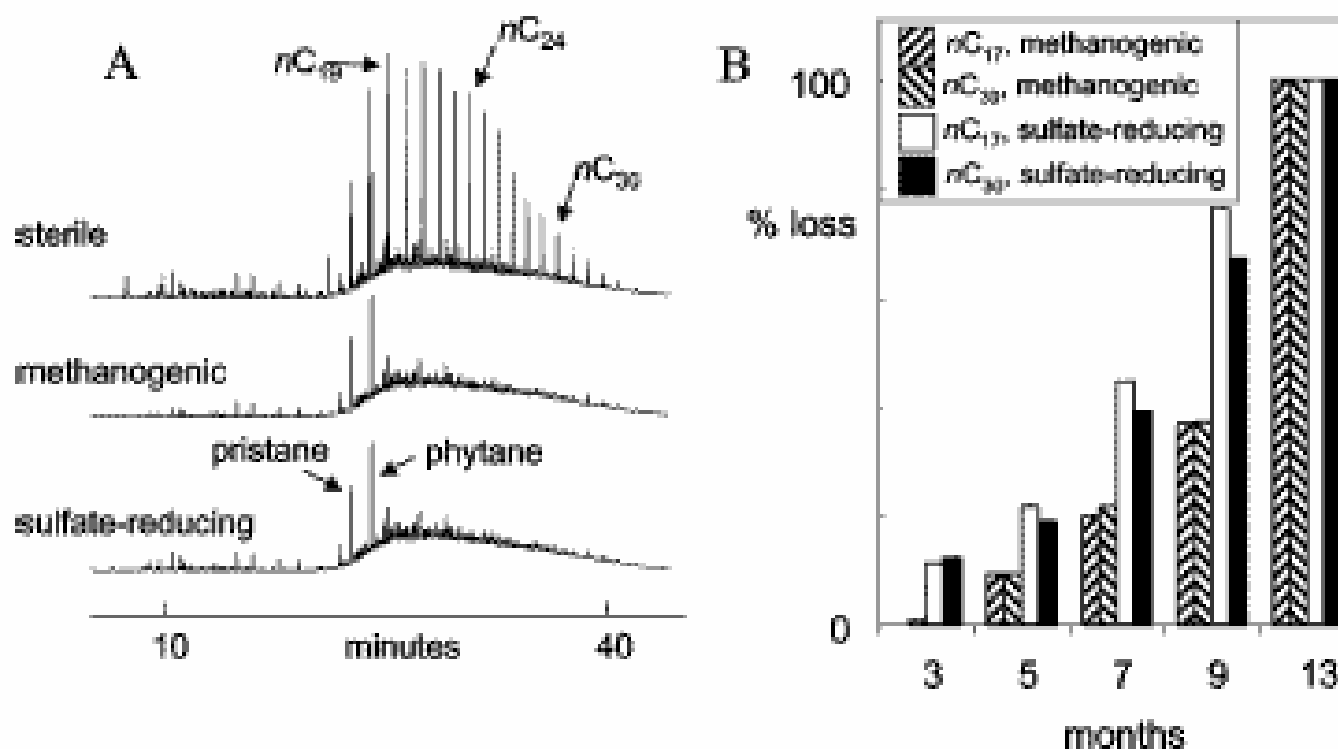 A
nC₁₉
nC₂₄
nC₃₀
sterile
methanogenic
pristane
phytane
sulfate-reducing
10
minutes
40
B
nC₁₇, methanogenic
nC₃₀, methanogenic
nC₁₇, sulfate-reducing
nC₃₀, sulfate-reducing
100
% loss
0
3 5 7 9 13
months